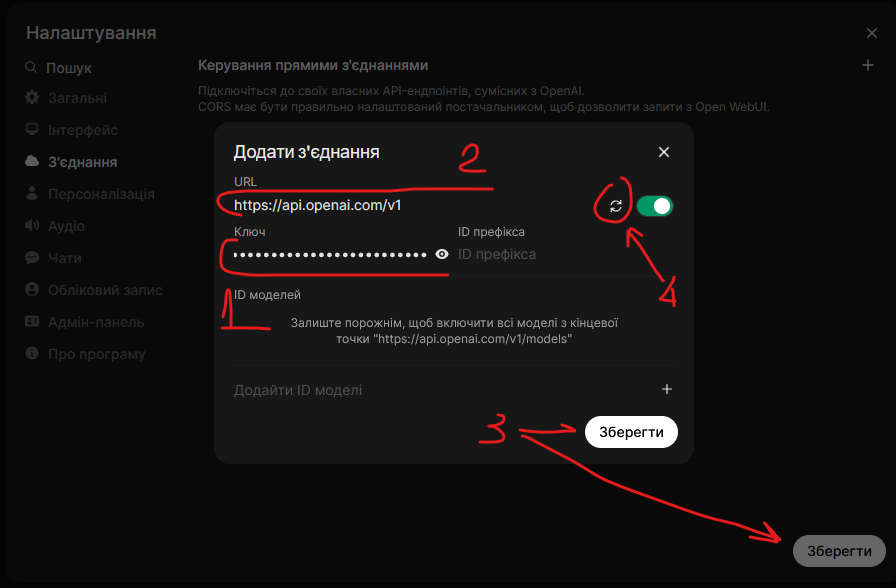 Налаштування
Пошук
Загальні
Інтерфейс
З'єднання
Персоналізація
Аудіо
Чати
Обліковий запис
Адмін-панель
Про програму
Керування прямими з'єднаннями
Підключіться до своїх власних API-ендпоінтів, сумісних з OpenAI.
CORS має бути правильно налаштований постачальником, щоб дозволити запити з Open WebUI.
Додати з'єднання
2
URL
https://api.openai.com/v1
Ключ
ID префікса
ID префікса
4
ID моделей
1
Залиште порожнім, щоб включити всі моделі з кінцевої
точки "https://api.openai.com/v1/models"
Додайти ID моделі
3
Зберегти
Зберегти